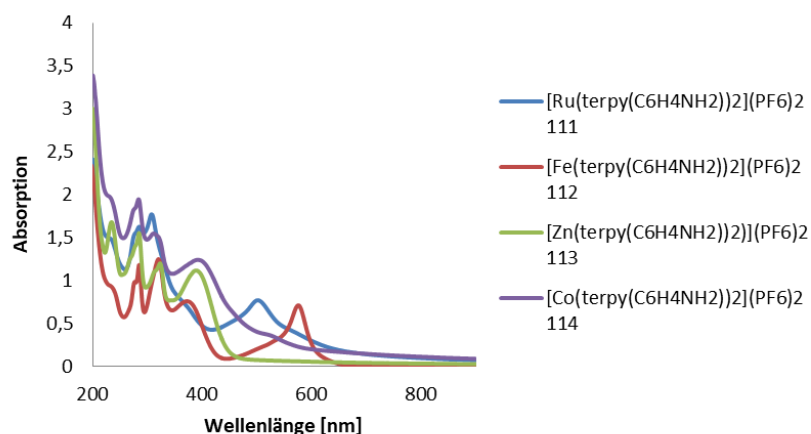 4
3,5
3
2,5
2
1,5
1
0,5
0
Absorption
200
400
600
800
Wellenlänge [nm]
[Ru(terpy(C6H4NH2))2](PF6)2
111
[Fe(terpy(C6H4NH2))2](PF6)2
112
[Zn(terpy(C6H4NH2))2)](PF6)2
113
[Co(terpy(C6H4NH2))2](PF6)2
114